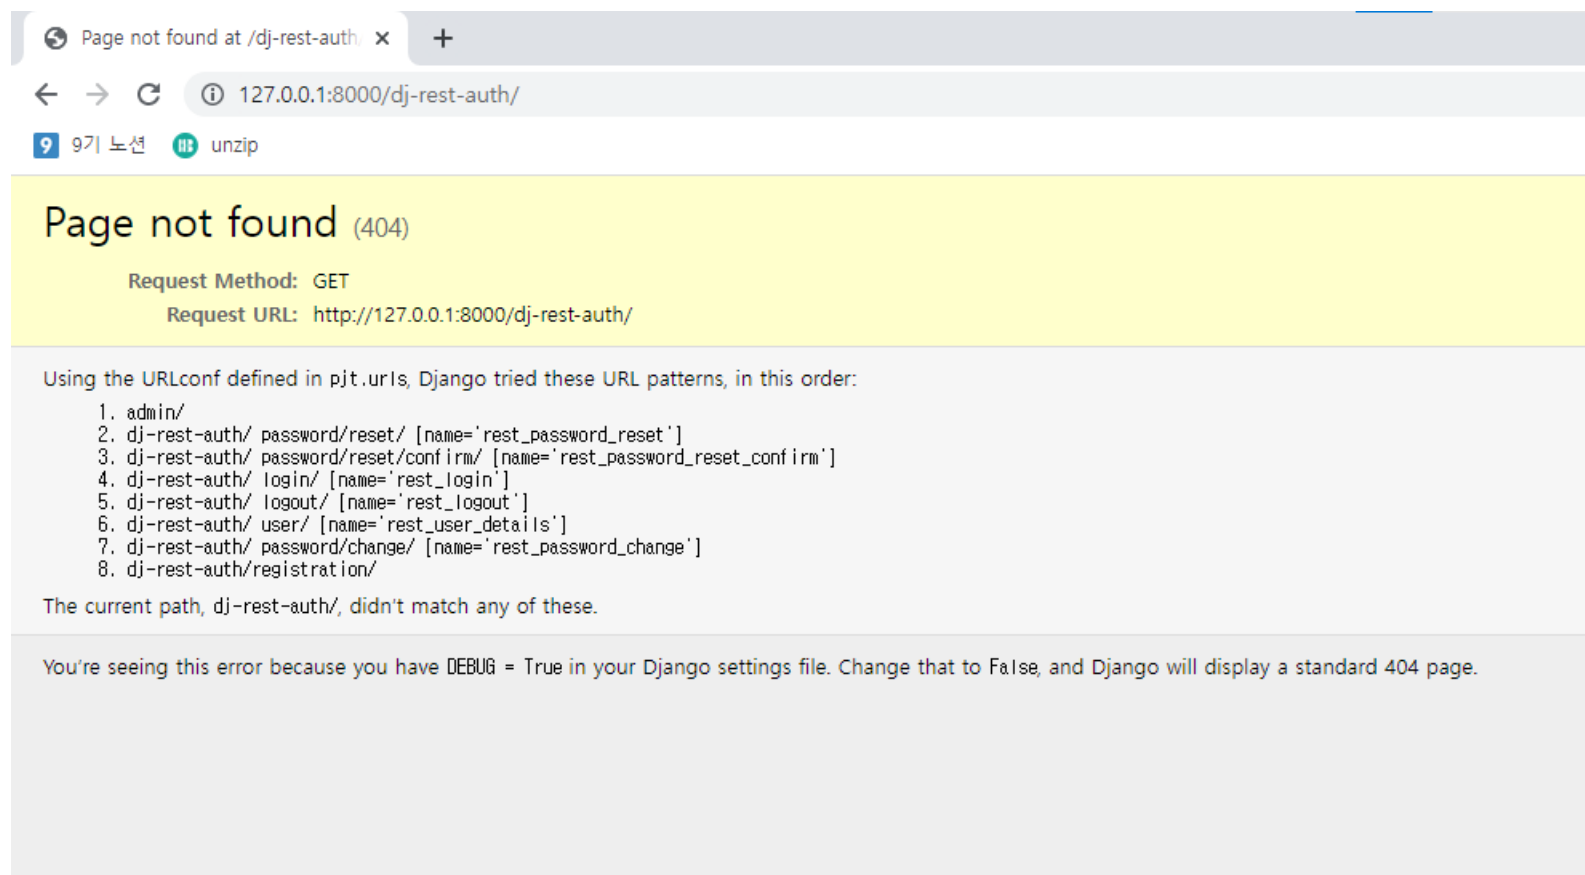 Page not found at /dj-rest-auth/
127.0.0.1:8000/dj-rest-auth/
9 9기 노션 unzip
Page not found (404)
Request Method: GET
Request URL: http://127.0.0.1:8000/dj-rest-auth/
Using the URLconf defined in pjt.urls, Django tried these URL patterns, in this order:
1. admin/
2. dj-rest-auth/ password/reset/ [name='rest_password_reset']
3. dj-rest-auth/ password/reset/confirm/ [name='rest_password_reset_confirm']
4. dj-rest-auth/ login/ [name='rest_login']
5. dj-rest-auth/ logout/ [name='rest_logout']
6. dj-rest-auth/ user/ [name='rest_user_details']
7. dj-rest-auth/ password/change/ [name='rest_password_change']
8. dj-rest-auth/registration/
The current path, dj-rest-auth/, didn't match any of these.
You're seeing this error because you have DEBUG = True in your Django settings file. Change that to False, and Django will display a standard 404 page.